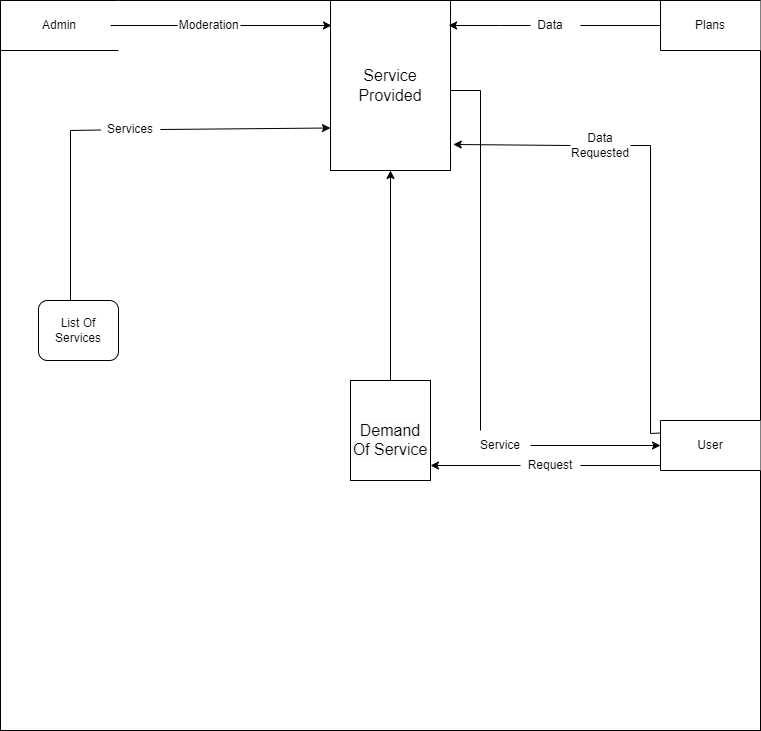 Admin
Moderation
Service
Provided
Data
Plans
Services
Data
Requested
List Of
Services
Demand
Of Service
Service
User
Request